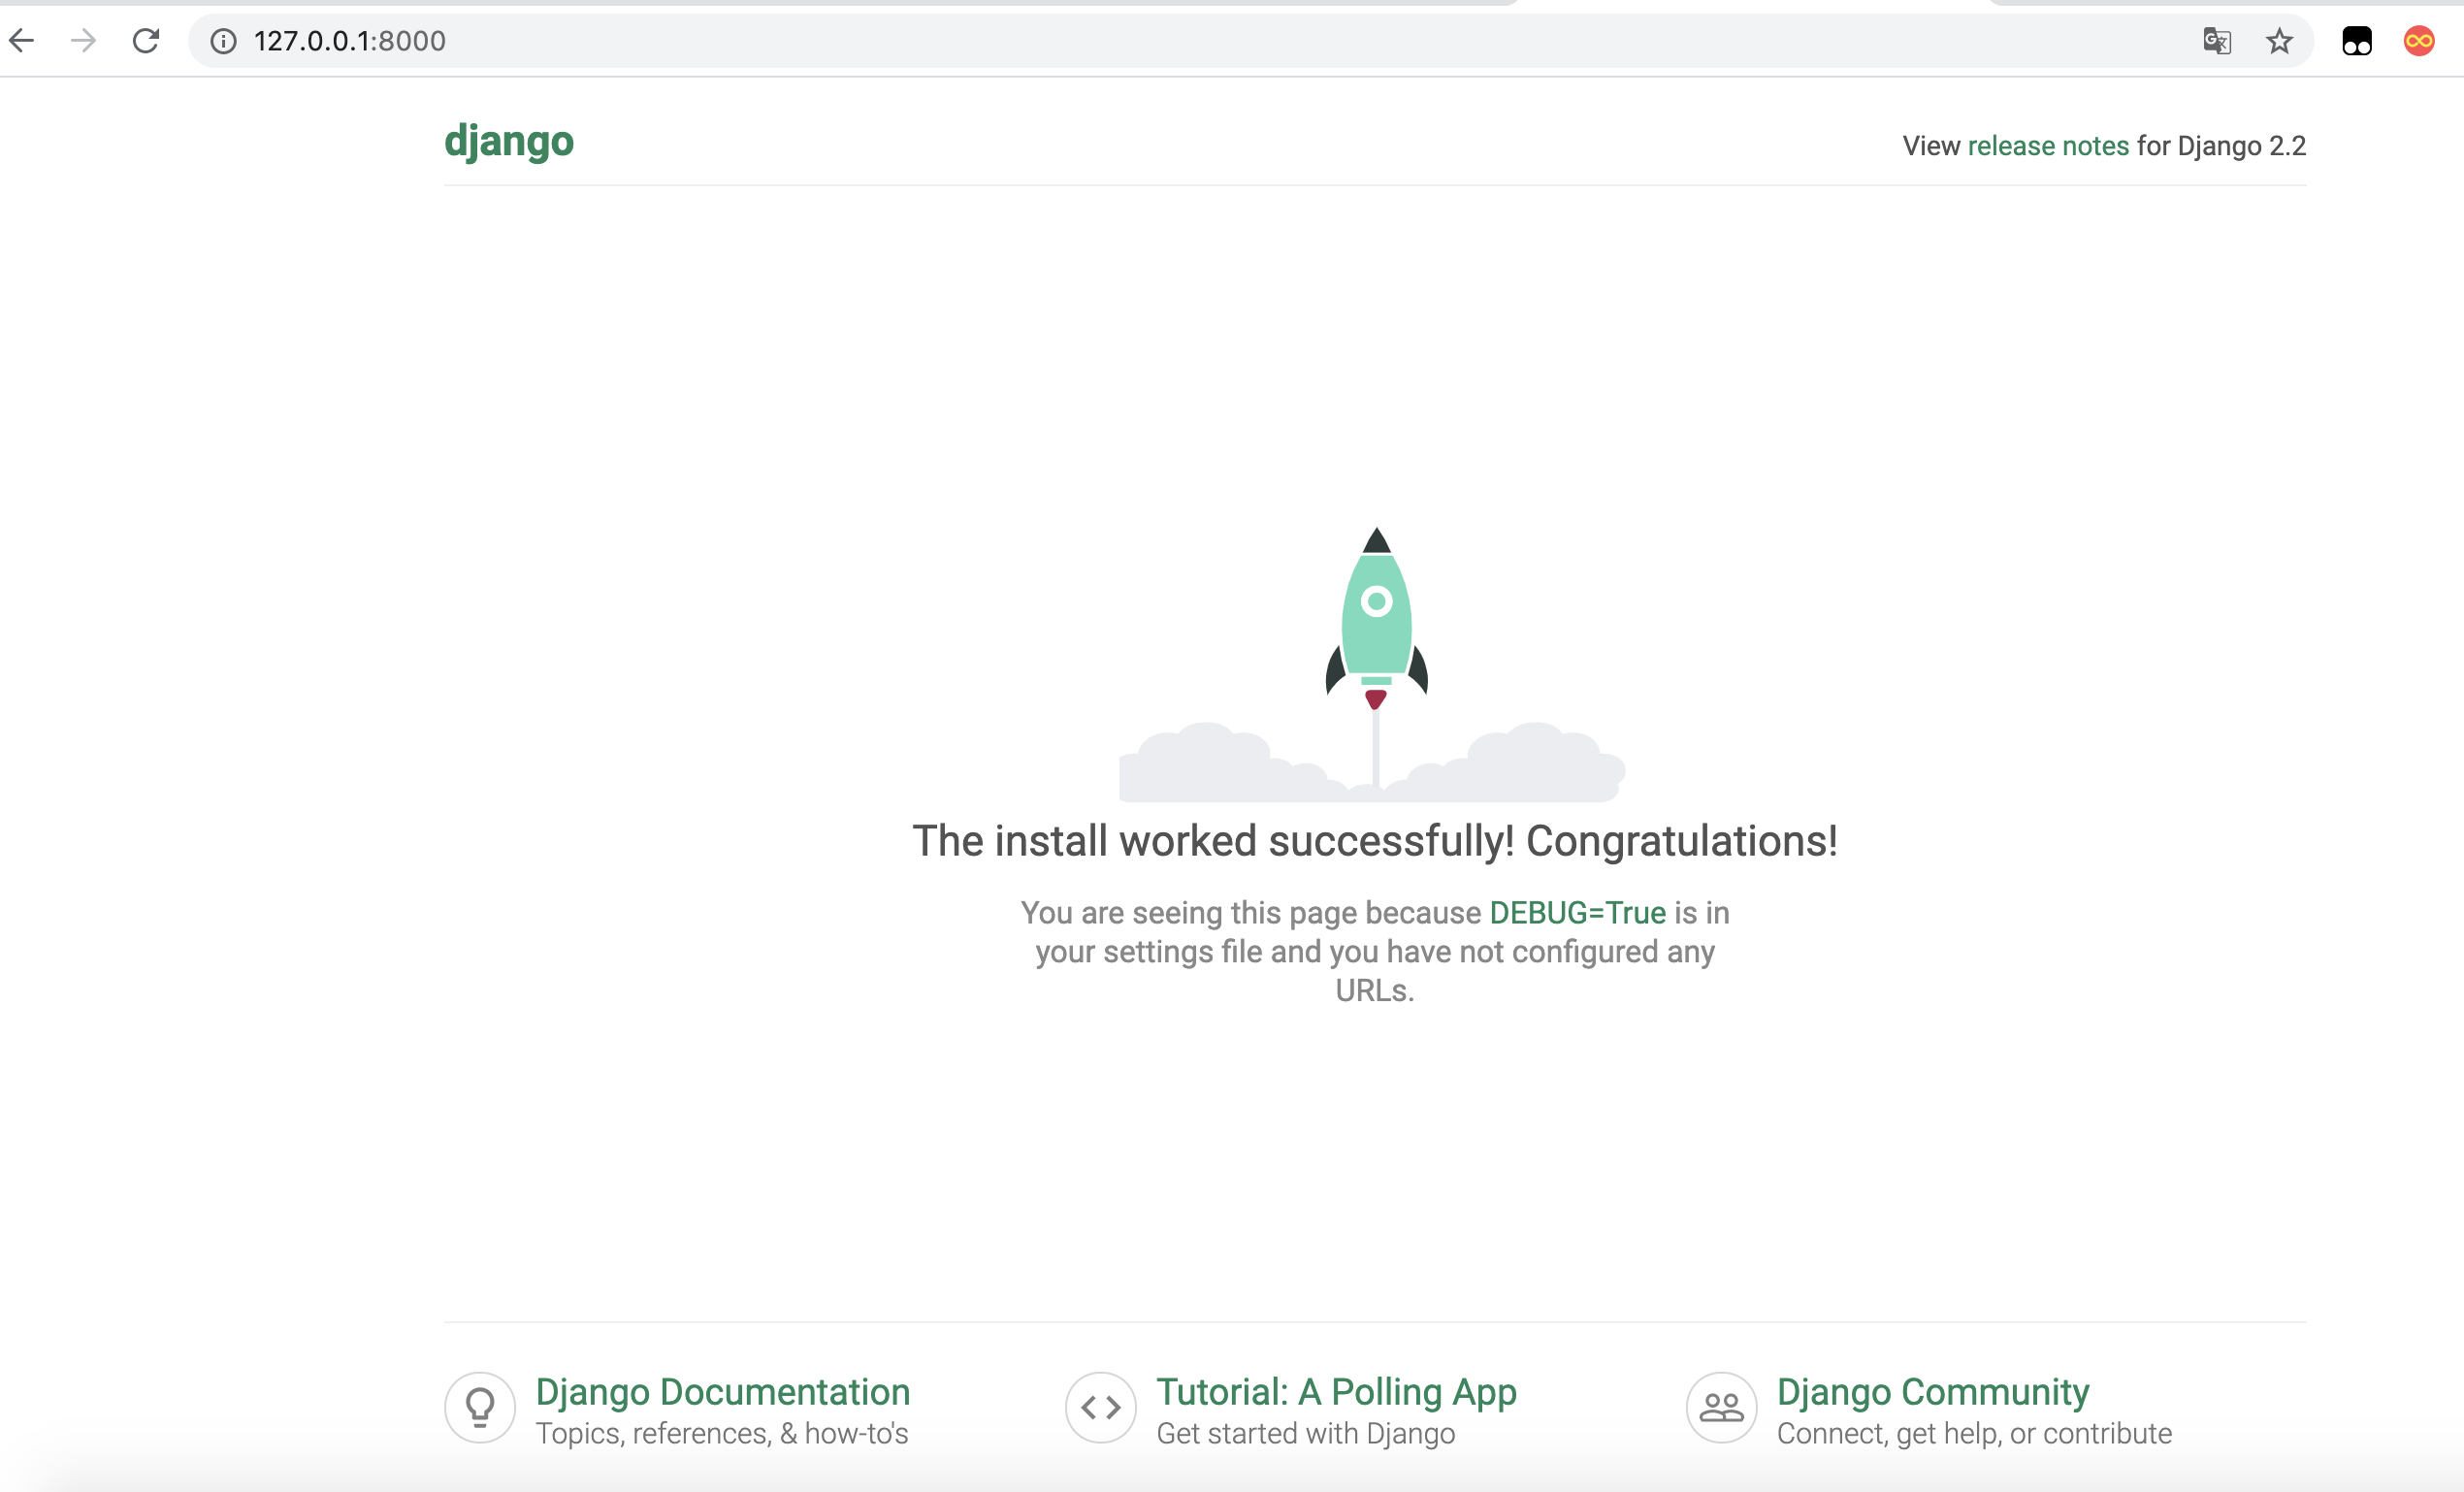 127.0.0.1:8000
django
View release notes for Django 2.2
The install worked successfully! Congratulations!
You are seeing this page because DEBUG=True is in
your settings file and you have not configured any
URLs.
Django Documentation
Topics, references, & how-to's
Tutorial: A Polling App
Get started with Django
Django Community
Connect, get help, or contribute